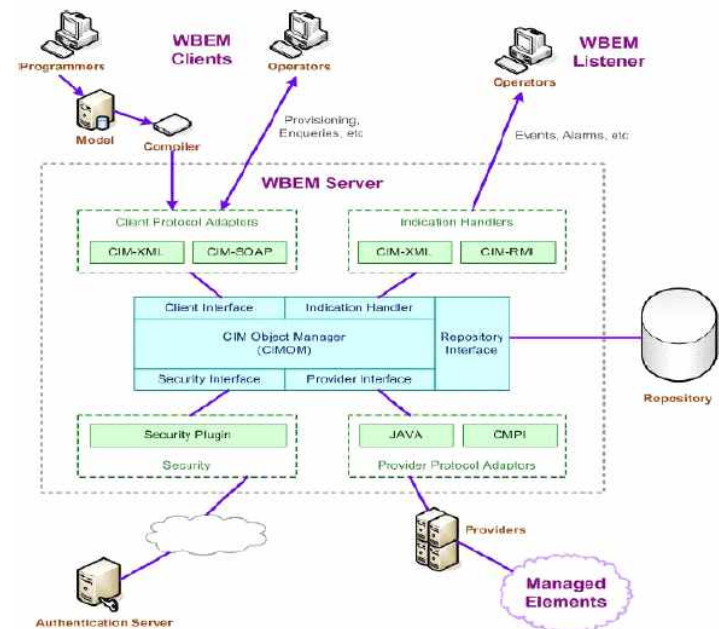 WBEM
Clients
WBEM
Listener
Programmers
Operators
Operators
Model
Compiler
Provisioning,
Enqueries, etc
Events, Alarms, etc
WBEM Server
Client Protocol Adaptors
Indication Handlers
CIM-XML
CIM-SOAP
CIM-XML
CIM-RMI
Client Interface
Indication Handler
CIM Object Manager
(CIMOM)
Repository
Interface
Security Interface
Provider Interface
Repository
Security Plugin
JAVA
CMPI
Security
Provider Protocol Adaptors
Providers
Managed
Elements
Authentication Server